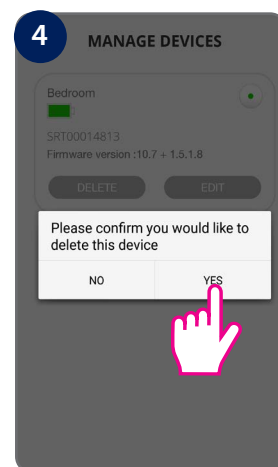 4
MANAGE DEVICES
Bedroom
SRT00014813
Firmware version :10.7 + 1.5.1.8
DELETE EDIT
Please confirm you would like to
delete this device
NO YES